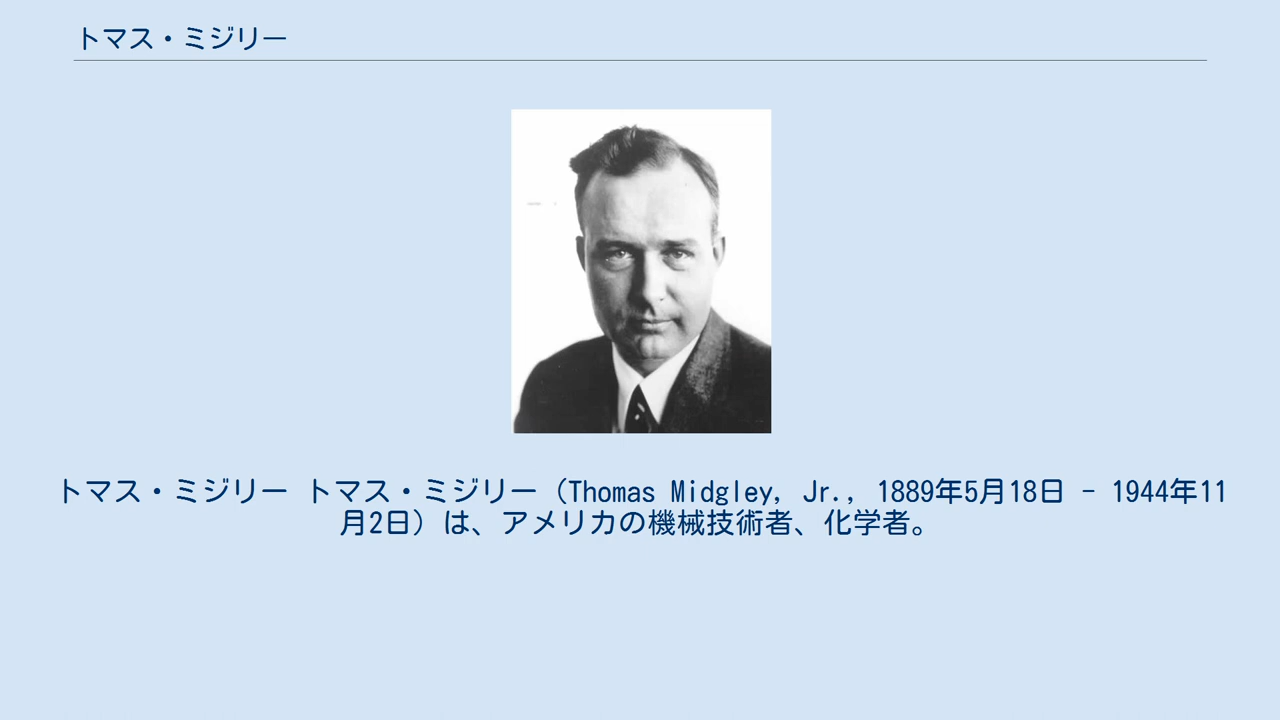 トマス・ミジリー
トマス・ミジリー トマス・ミジリー（Thomas Midgley, Jr., 1889年5月18日 - 1944年11
月2日）は、アメリカの機械技術者、化学者。